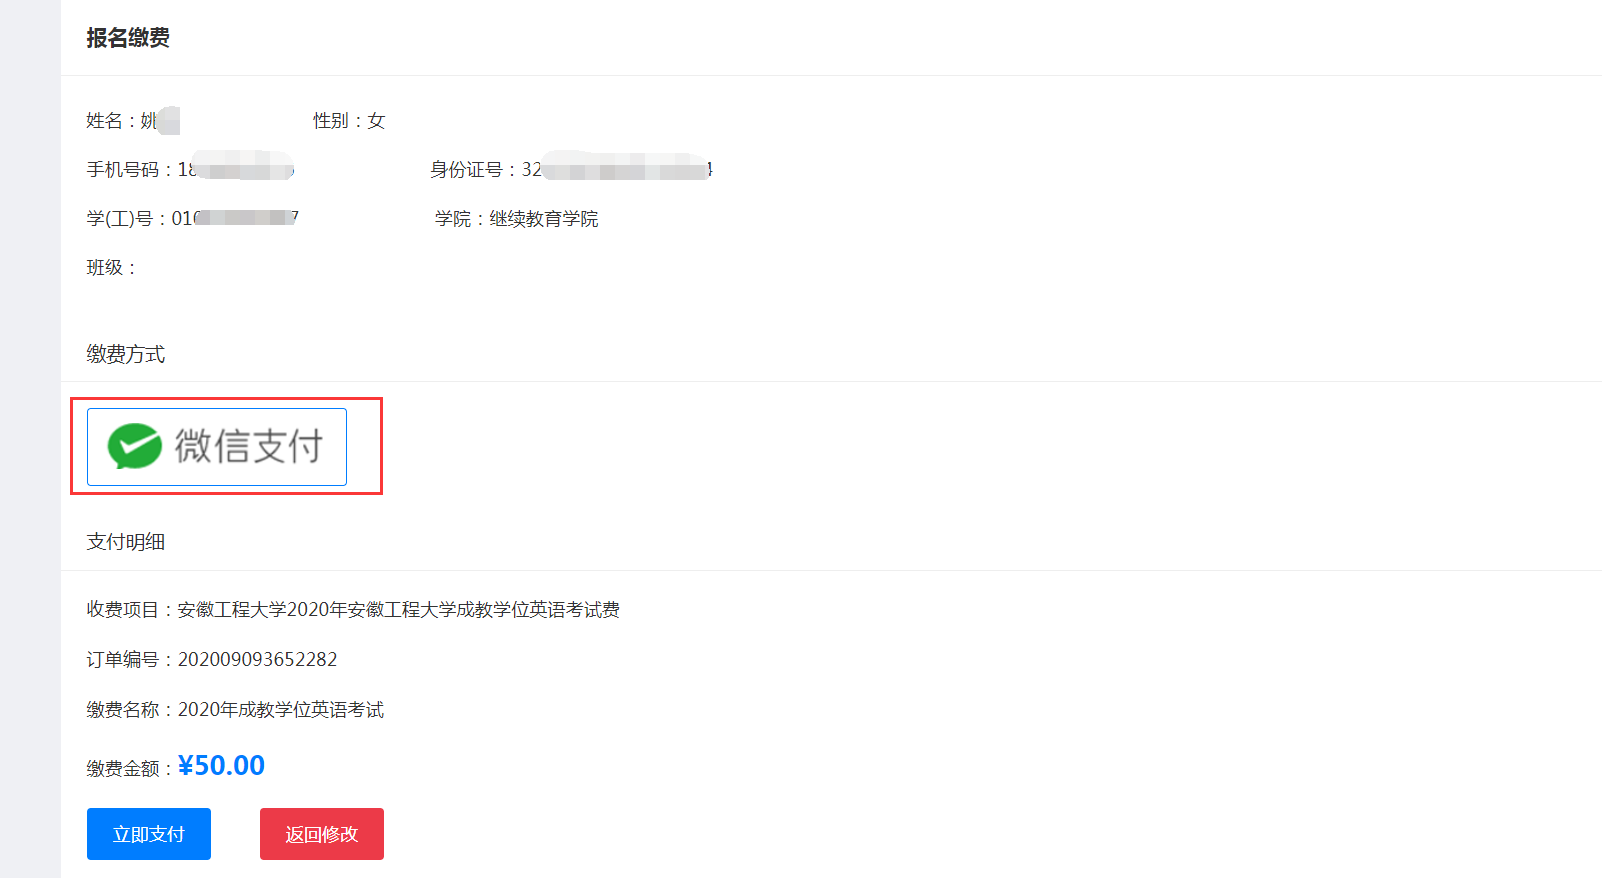 报名缴费
姓名：姚 性别：女
手机号码：18 身份证号：32 4
学(工)号：010 7 学院：继续教育学院
班级：
缴费方式
微信支付
支付明细
收费项目：安徽工程大学2020年安徽工程大学成教学位英语考试费
订单编号：202009093652282
缴费名称：2020年成教学位英语考试
缴费金额：¥50.00
立即支付 返回修改